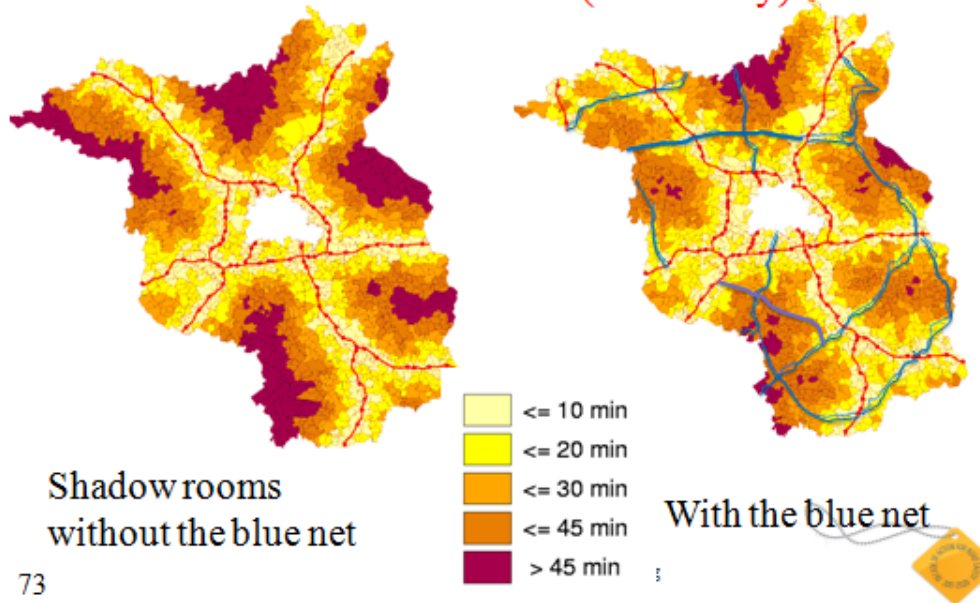 <= 10 min
<= 20 min
<= 30 min
<= 45 min
> 45 min
Shadow rooms
without the blue net
With the blue net
73